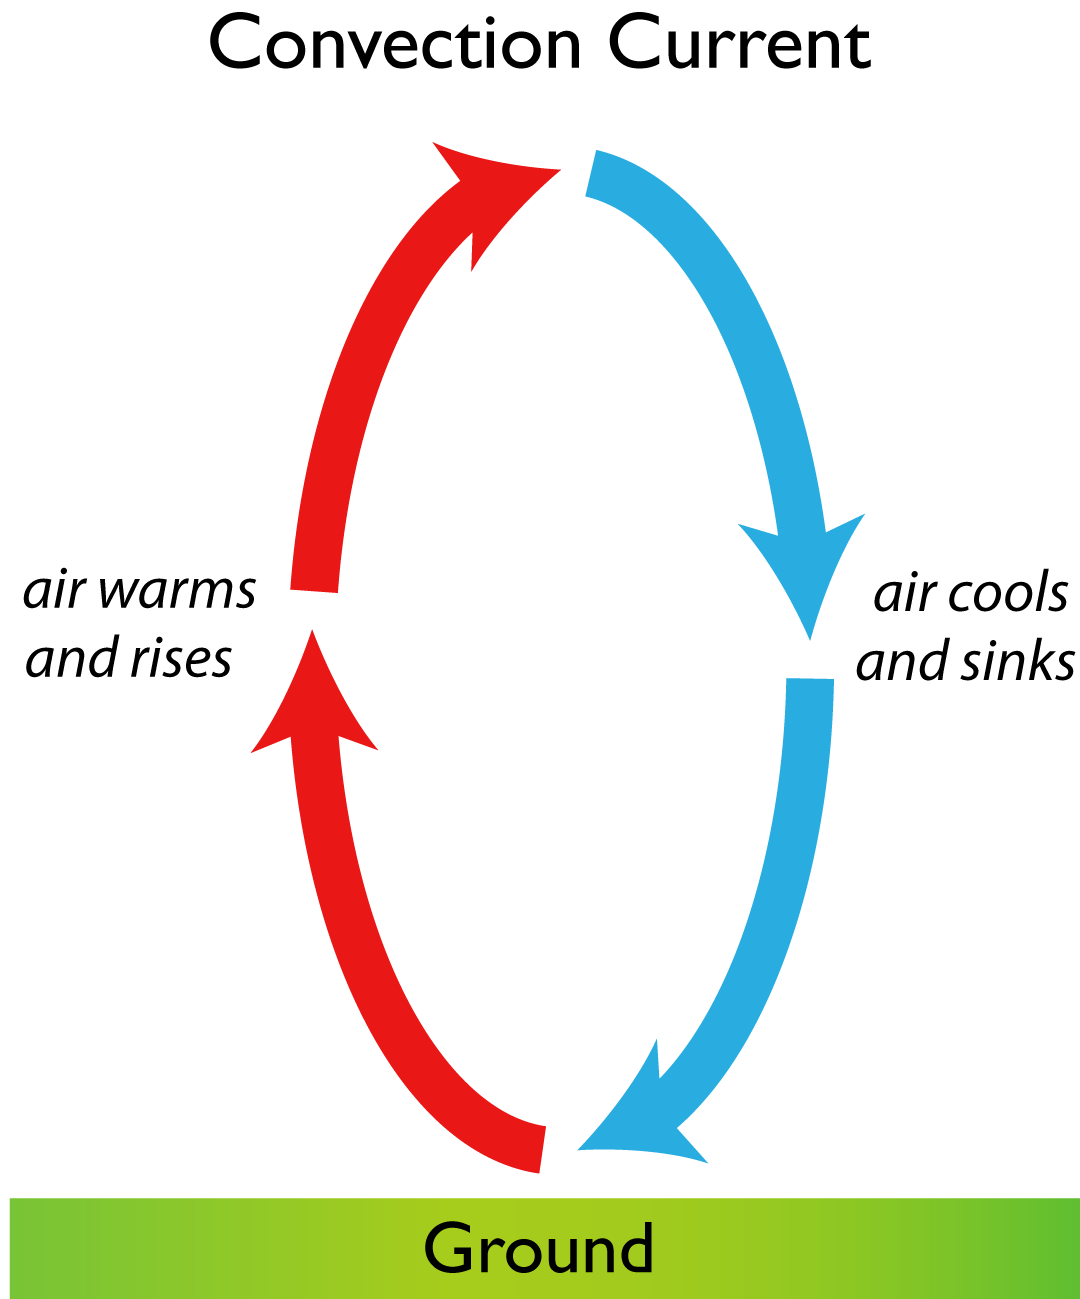 Convection Current
air warms
and rises
air cools
and sinks
Ground